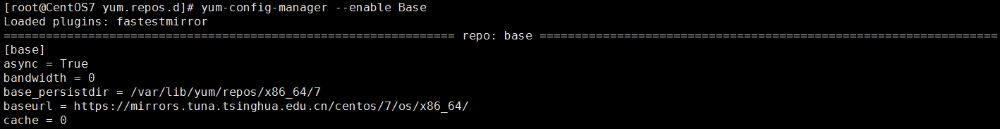 [root@CentOS7 yum.repos.d]# yum-config-manager --enable Base
Loaded plugins: fastestmirror
================================================================ repo: base =================================================================
[base]
async = True
bandwidth = 0
base_persistdir = /var/lib/yum/repos/x86_64/7
baseurl = https://mirrors.tuna.tsinghua.edu.cn/centos/7/os/x86_64/
cache = 0